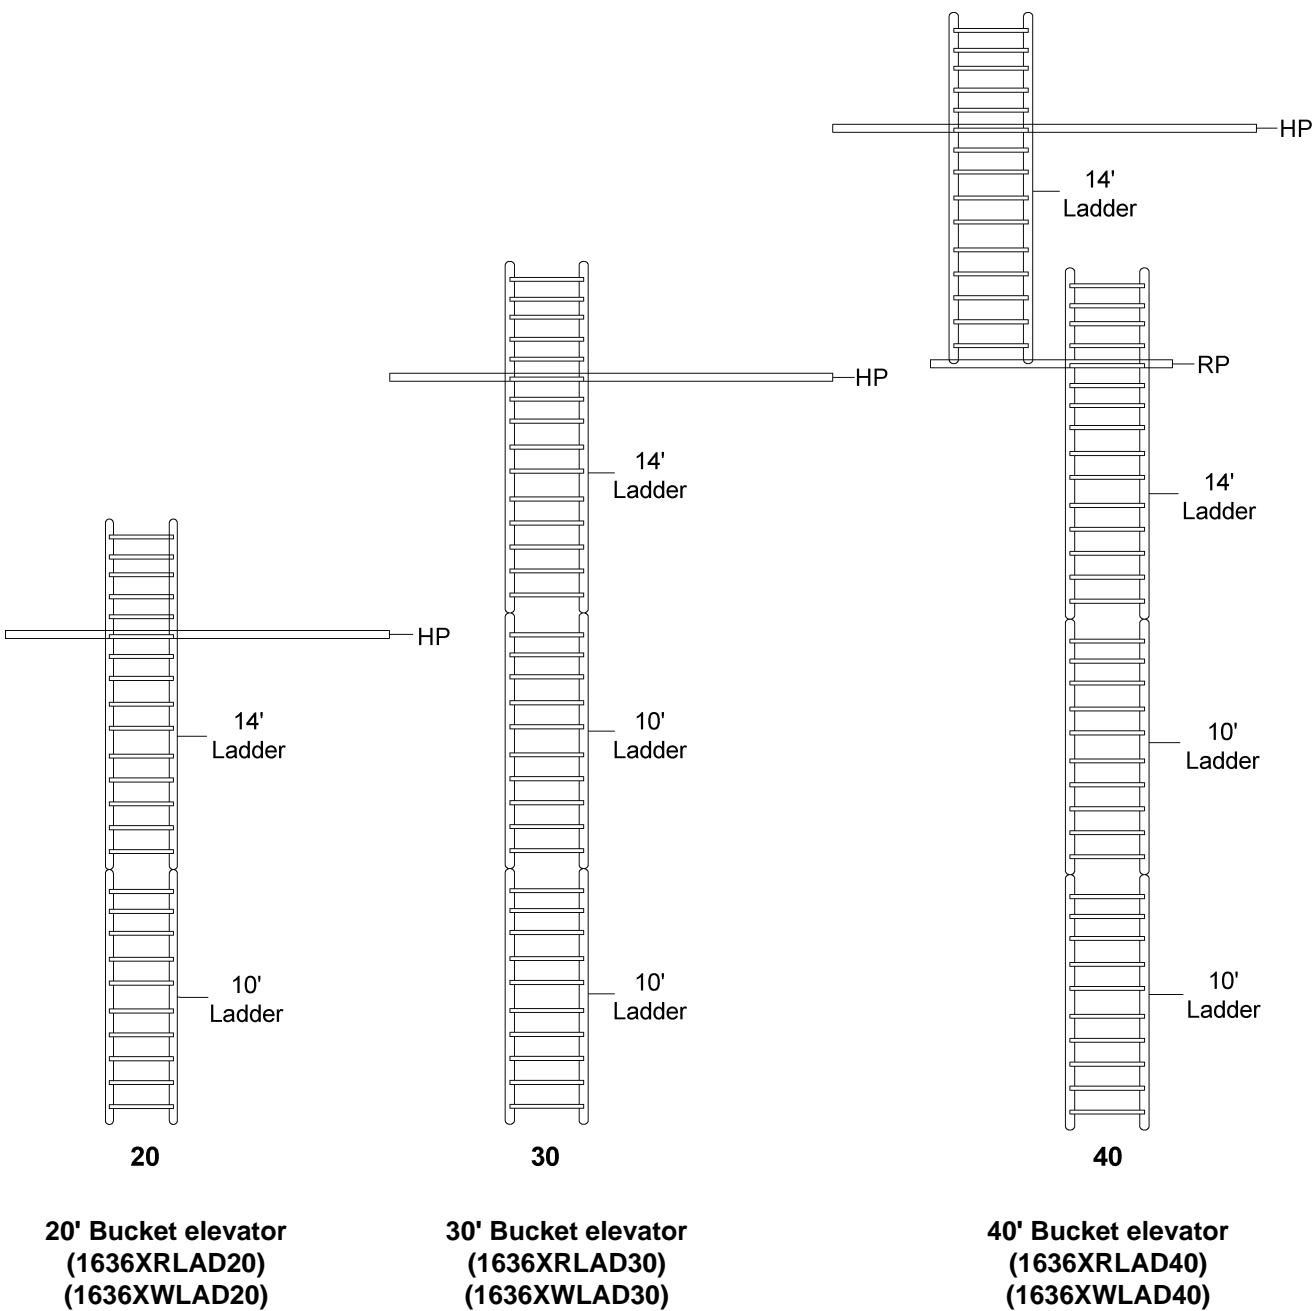 HP
14'
Ladder
RP
14'
Ladder
10'
Ladder
10'
Ladder
40
40' Bucket elevator
(1636XRLAD40)
(1636XWLAD40)
HP
14'
Ladder
10'
Ladder
10'
Ladder
30
30' Bucket elevator
(1636XRLAD30)
(1636XWLAD30)
HP
14'
Ladder
10'
Ladder
20
20' Bucket elevator
(1636XRLAD20)
(1636XWLAD20)